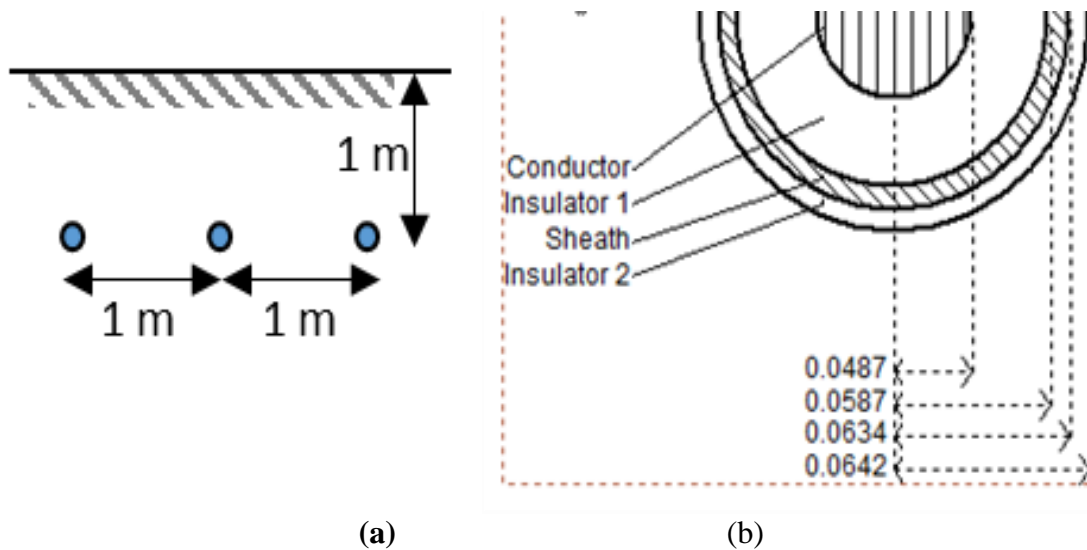 1 m
1 m
1 m
Conductor
Insulator 1
Sheath
Insulator 2
0.0487
0.0587
0.0634
0.0642
(a)
(b)